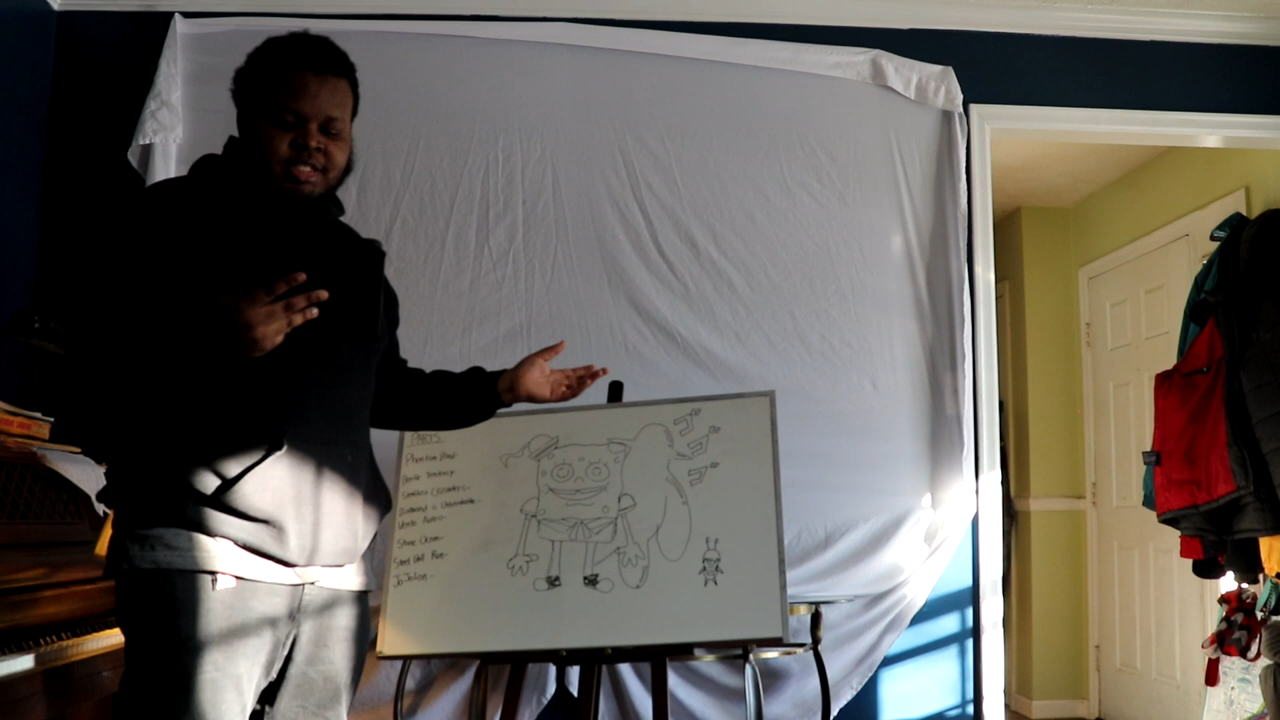 PARTS
Phantom Blood-
Battle Tendency
Stardust Crusaders-
Diamond is Unbreakable-
Vento Aureo-
Stone Ocean-
Steel Ball Run-
JoJolion-
ゴ
ゴ
ゴ